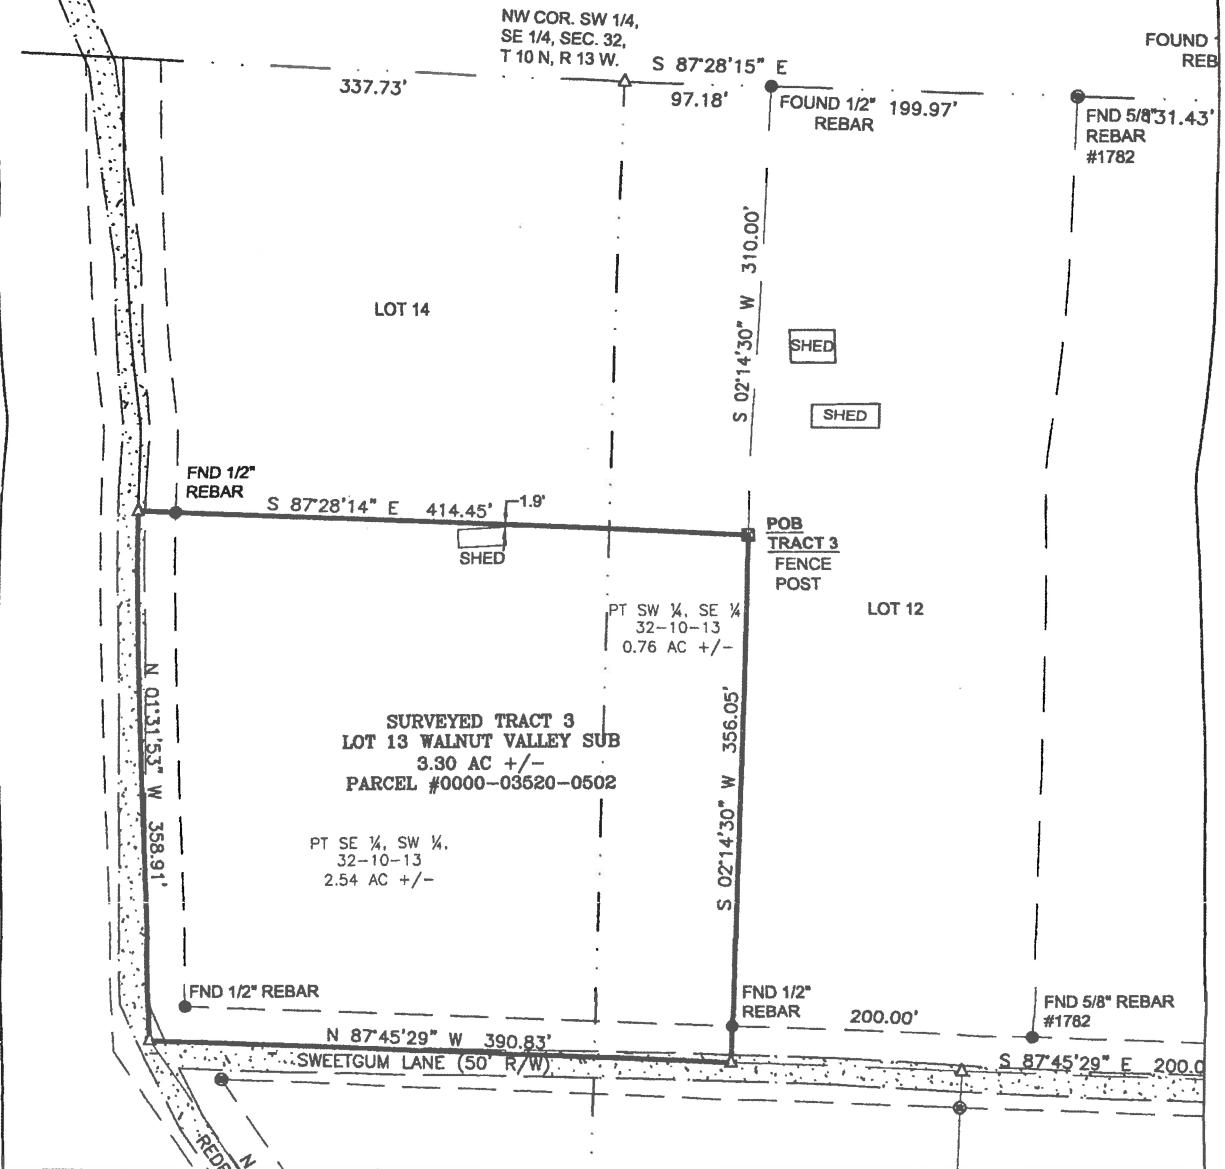 NW COR. SW 1/4,
SE 1/4, SEC. 32,
T 10 N, R 13 W.
S 87°28'15" E
337.73'
97.18'
FOUND 1/2"
REBAR
199.97'
FOUND
REB
FND 5/8"
REBAR
#1782
31.43'
LOT 14
S 02°14'30" W 310.00'
SHED
SHED
FND 1/2"
REBAR
S 87°28'14" E 414.45'
1.9'
SHED
POB
TRACT 3
FENCE
POST
LOT 12
PT SW ¼, SE ¼
32-10-13
0.76 AC +/-
N 01°31'53" W 358.91'
SURVEYED TRACT 3
LOT 13 WALNUT VALLEY SUB
3.30 AC +/-
PARCEL #0000-03520-0502
S 02°14'30" W 356.05'
PT SE ¼, SW ¼,
32-10-13
2.54 AC +/-
FND 1/2" REBAR
FND 1/2"
REBAR
200.00'
FND 5/8" REBAR
#1782
N 87°45'29" W 390.83'
SWEETGUM LANE (50' R/W)
S 87°45'29" E 200.0
REDB
N